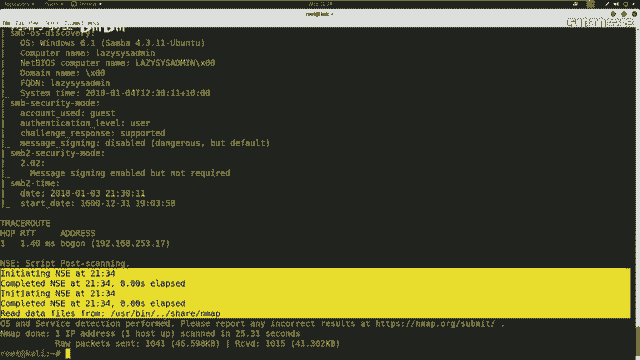 smb-os-discovery:
| OS: Windows 6.1 (Samba 4.3.11-Ubuntu)
| Computer name: lazysysadmin
| NetBIOS computer name: LAZYSYSADMIN\x00
| Domain name: \x00
| FQDN: lazysysadmin
|_ System time: 2018-01-04T12:30:11+10:00
| smb-security-mode:
| account_used: guest
| authentication_level: user
| challenge_response: supported
|_ message_signing: disabled (dangerous, but default)
| smb2-security-mode:
| 2.02:
|_ Message signing enabled but not required
| smb2-time:
| date: 2018-01-03 21:30:11
|_ start_date: 1600-12-31 19:03:58
TRACEROUTE
HOP RTT ADDRESS
1 1.40 ms bogon (192.168.253.17)
NSE: Script Post-scanning.
Initiating NSE at 21:34
Completed NSE at 21:34, 0.00s elapsed
Initiating NSE at 21:34
Completed NSE at 21:34, 0.00s elapsed
Read data files from: /usr/bin/../share/nmap
OS and Service detection performed. Please report any incorrect results at https://nmap.org/submit/ .
Nmap done: 1 IP address (1 host up) scanned in 25.31 seconds
Raw packets sent: 1041 (46.598KB) | Rcvd: 1015 (41.302KB)
root@kali:~#